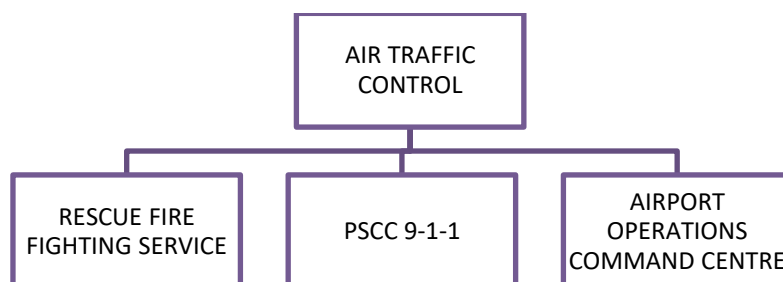 AIR TRAFFIC
CONTROL
RESCUE FIRE
FIGHTING SERVICE
PSCC 9-1-1
AIRPORT
OPERATIONS
COMMAND CENTRE